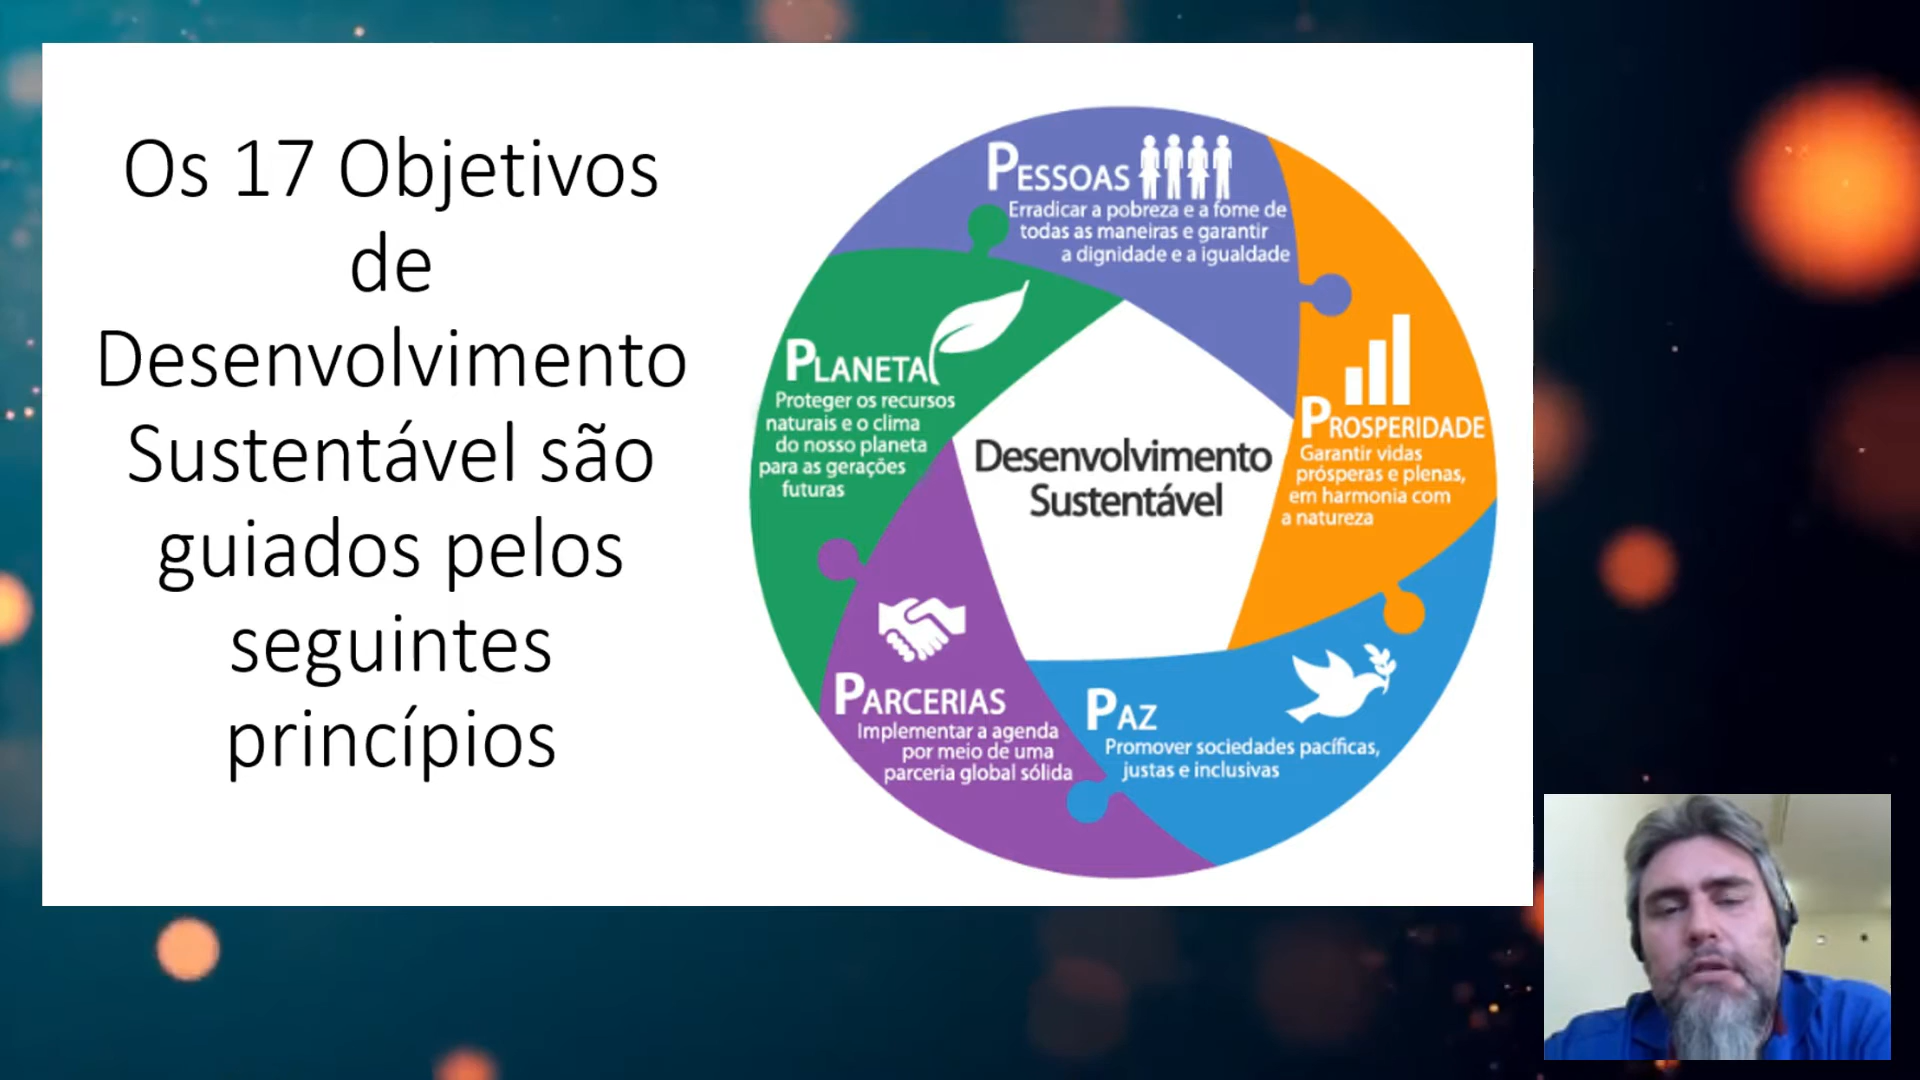 Os 17 Objetivos
de
Desenvolvimento
Sustentável são
guiados pelos
seguintes
princípios
PESSOAS
Erradicar a pobreza e a fome de
todas as maneiras e garantir
a dignidade e a igualdade
PLANETA
Proteger os recursos
naturais e o clima
do nosso planeta
para as gerações
futuras
PROSPERIDADE
Garantir vidas
prósperas e plenas,
em harmonia com
a natureza
Desenvolvimento
Sustentável
PARCERIAS
Implementar a agenda
por meio de uma
parceria global sólida
PAZ
Promover sociedades pacíficas,
justas e inclusivas